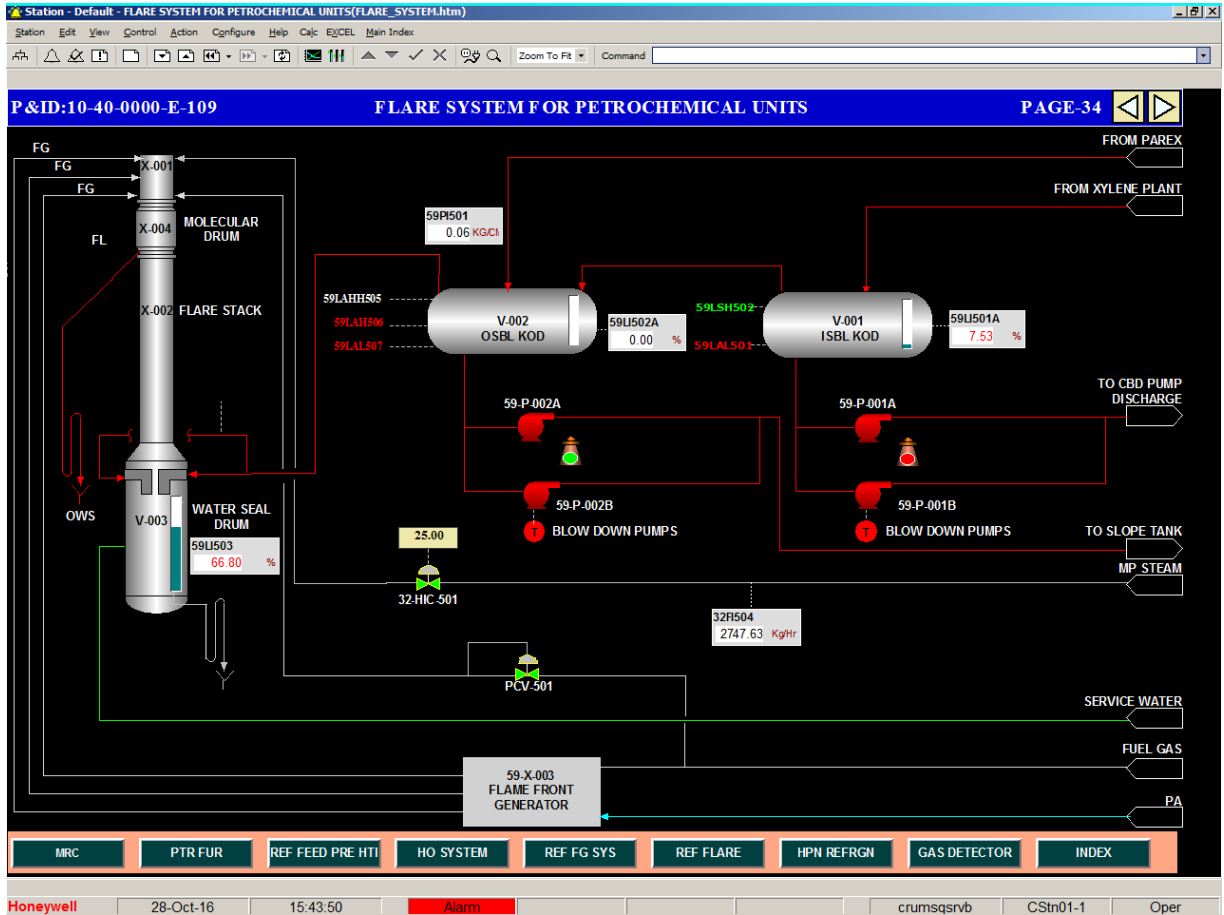 Station - Default - FLARE SYSTEM FOR PETROCHEMICAL UNITS(FLARE_SYSTEM.htm)
Station Edit View Control Action Configure Help Calc EXCEL Main Index
Zoom To Fit Command
P&ID:10-40-0000-E-109 FLARE SYSTEM FOR PETROCHEMICAL UNITS PAGE-34
FROM PAREX
FG
FG
X-001
FG
FROM XYLENE PLANT
59PI501
0.06 KG/C
MOLECULAR
DRUM
X-004
FL
59LAHH505
59LAH506
59LAL507
X-002 FLARE STACK
V-002
OSBL KOD
59LI502A
0.00 %
59LSH502
59LAL501
V-001
ISBL KOD
59LI501A
7.53 %
TO CBD PUMP
DISCHARGE
59-P-002A
59-P-001A
59-P-002B
59-P-001B
T BLOW DOWN PUMPS
T BLOW DOWN PUMPS
OWS
WATER SEAL
DRUM
V-003
59LI503
66.80 %
25.00
TO SLOPE TANK
MP STEAM
32-HIC-501
32FI504
2747.63 Kg/Hr
PCV-501
SERVICE WATER
FUEL GAS
59-X-003
FLAME FRONT
GENERATOR
PA
MRC PTR FUR REF FEED PRE HTI HO SYSTEM REF FG SYS REF FLARE HPN REFRGN GAS DETECTOR INDEX
Honeywell 28-Oct-16 15:43:50 Alarm crumsqsrvb CStn01-1 Oper